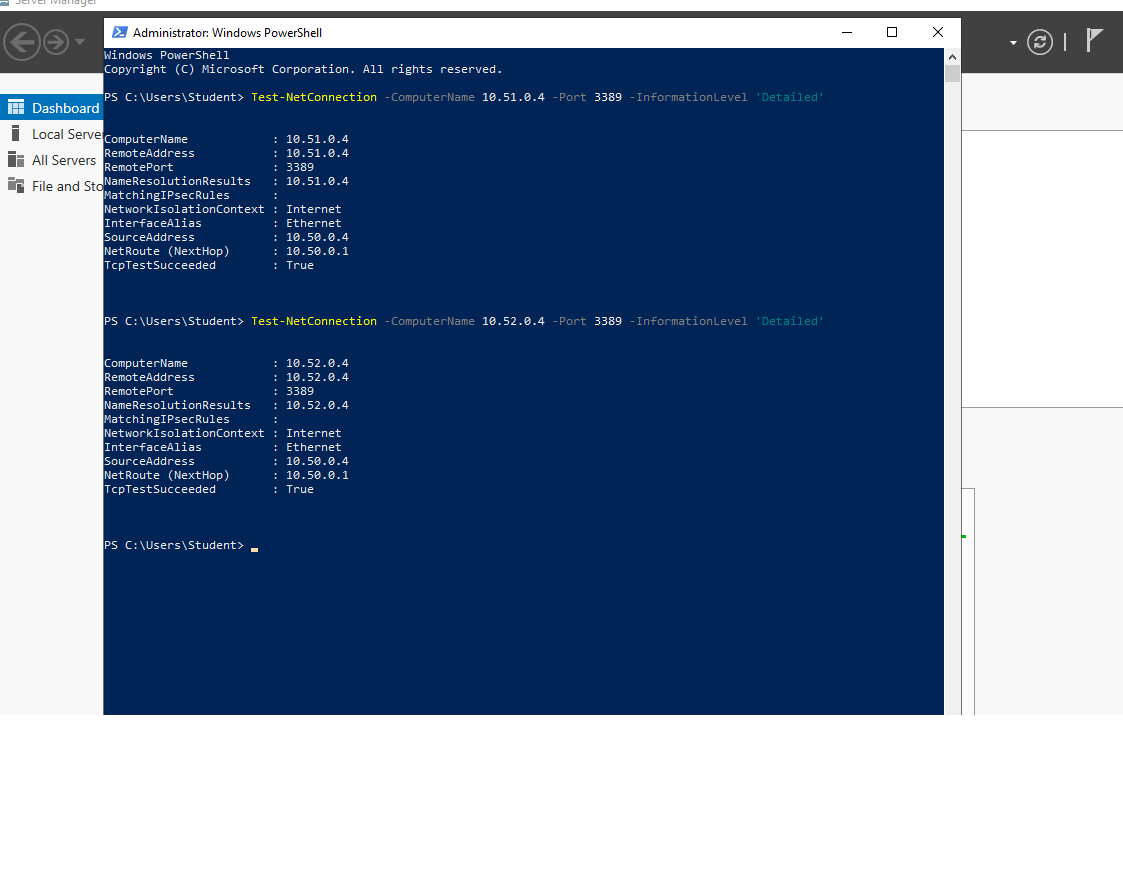 Server Manager
Administrator: Windows PowerShell
Windows PowerShell
Copyright (C) Microsoft Corporation. All rights reserved.
PS C:\Users\Student> Test-NetConnection -ComputerName 10.51.0.4 -Port 3389 -InformationLevel 'Detailed'
ComputerName : 10.51.0.4
RemoteAddress : 10.51.0.4
RemotePort : 3389
NameResolutionResults : 10.51.0.4
MatchingIPsecRules :
NetworkIsolationContext : Internet
InterfaceAlias : Ethernet
SourceAddress : 10.50.0.4
NetRoute (NextHop) : 10.50.0.1
TcpTestSucceeded : True
PS C:\Users\Student> Test-NetConnection -ComputerName 10.52.0.4 -Port 3389 -InformationLevel 'Detailed'
ComputerName : 10.52.0.4
RemoteAddress : 10.52.0.4
RemotePort : 3389
NameResolutionResults : 10.52.0.4
MatchingIPsecRules :
NetworkIsolationContext : Internet
InterfaceAlias : Ethernet
SourceAddress : 10.50.0.4
NetRoute (NextHop) : 10.50.0.1
TcpTestSucceeded : True
PS C:\Users\Student>
Dashboard
Local Server
All Servers
File and Sto